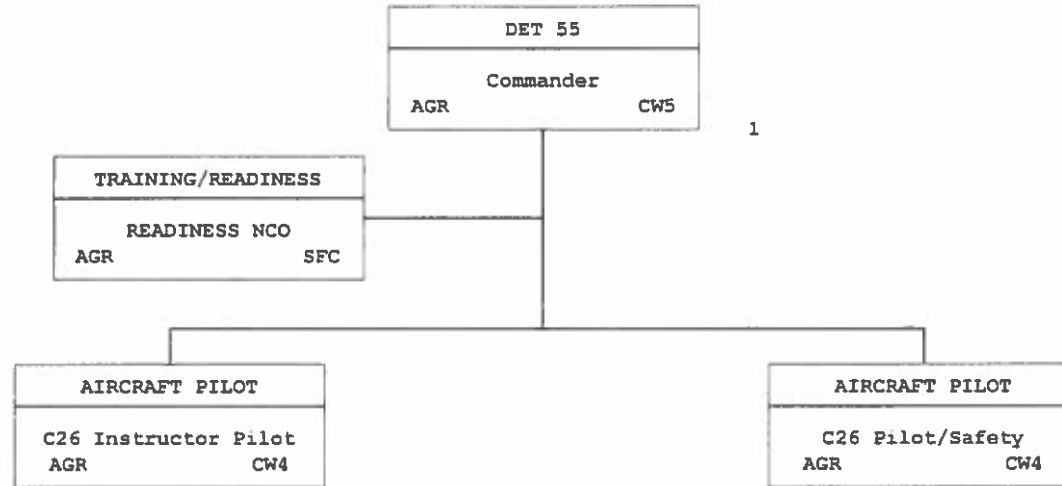 DET 55
Commander
AGR CW5
1
TRAINING/READINESS
READINESS NCO
AGR SFC
AIRCRAFT PILOT
C26 Instructor Pilot
AGR CW4
AIRCRAFT PILOT
C26 Pilot/Safety
AGR CW4